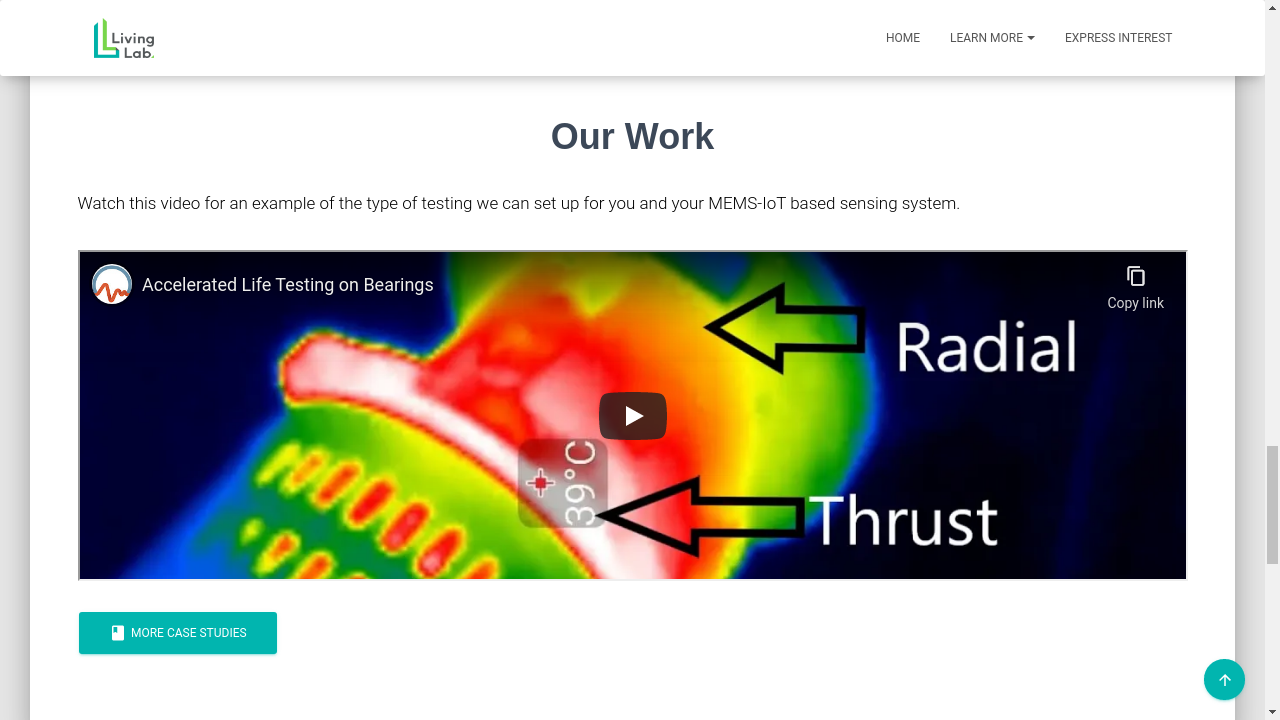 Living
Lab.
HOME
LEARN MORE
EXPRESS INTEREST
Our Work
Watch this video for an example of the type of testing we can set up for you and your MEMS-IoT based sensing system.
Accelerated Life Testing on Bearings
Copy link
Radial
39°C
Thrust
MORE CASE STUDIES